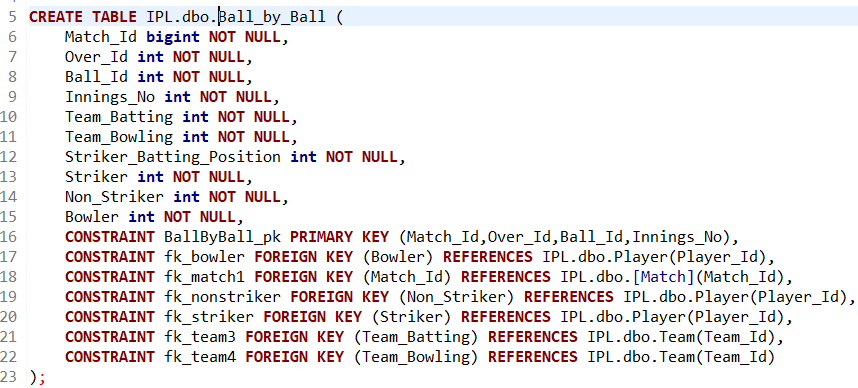 5 CREATE TABLE IPL.dbo.Ball_by_Ball (
6 Match_Id bigint NOT NULL,
7 Over_Id int NOT NULL,
8 Ball_Id int NOT NULL,
9 Innings_No int NOT NULL,
10 Team_Batting int NOT NULL,
11 Team_Bowling int NOT NULL,
12 Striker_Batting_Position int NOT NULL,
13 Striker int NOT NULL,
14 Non_Striker int NOT NULL,
15 Bowler int NOT NULL,
16 CONSTRAINT BallByBall_pk PRIMARY KEY (Match_Id,Over_Id,Ball_Id,Innings_No),
17 CONSTRAINT fk_bowler FOREIGN KEY (Bowler) REFERENCES IPL.dbo.Player(Player_Id),
18 CONSTRAINT fk_match1 FOREIGN KEY (Match_Id) REFERENCES IPL.dbo.[Match](Match_Id),
19 CONSTRAINT fk_nonstriker FOREIGN KEY (Non_Striker) REFERENCES IPL.dbo.Player(Player_Id),
20 CONSTRAINT fk_striker FOREIGN KEY (Striker) REFERENCES IPL.dbo.Player(Player_Id),
21 CONSTRAINT fk_team3 FOREIGN KEY (Team_Batting) REFERENCES IPL.dbo.Team(Team_Id),
22 CONSTRAINT fk_team4 FOREIGN KEY (Team_Bowling) REFERENCES IPL.dbo.Team(Team_Id)
23 );